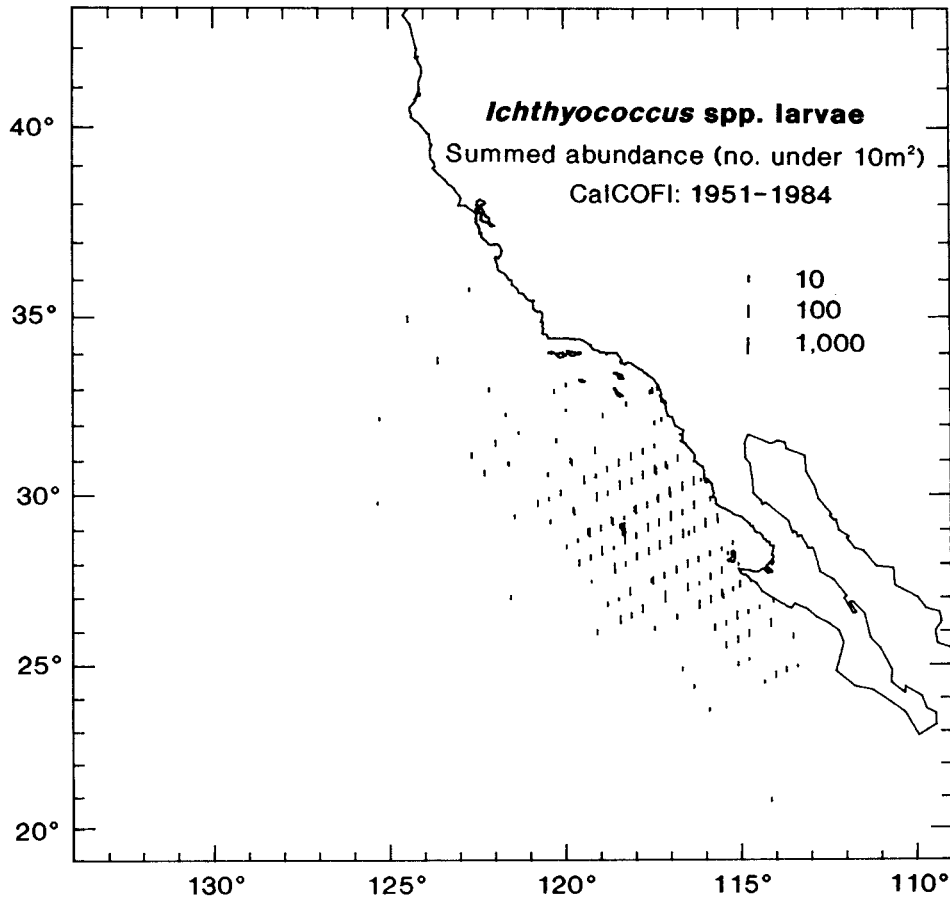 Ichthyococcus spp. larvae
Summed abundance (no. under 10m²)
CalCOFI: 1951–1984
10
100
1,000
40°
35°
30°
25°
20°
130° 125° 120° 115° 110°